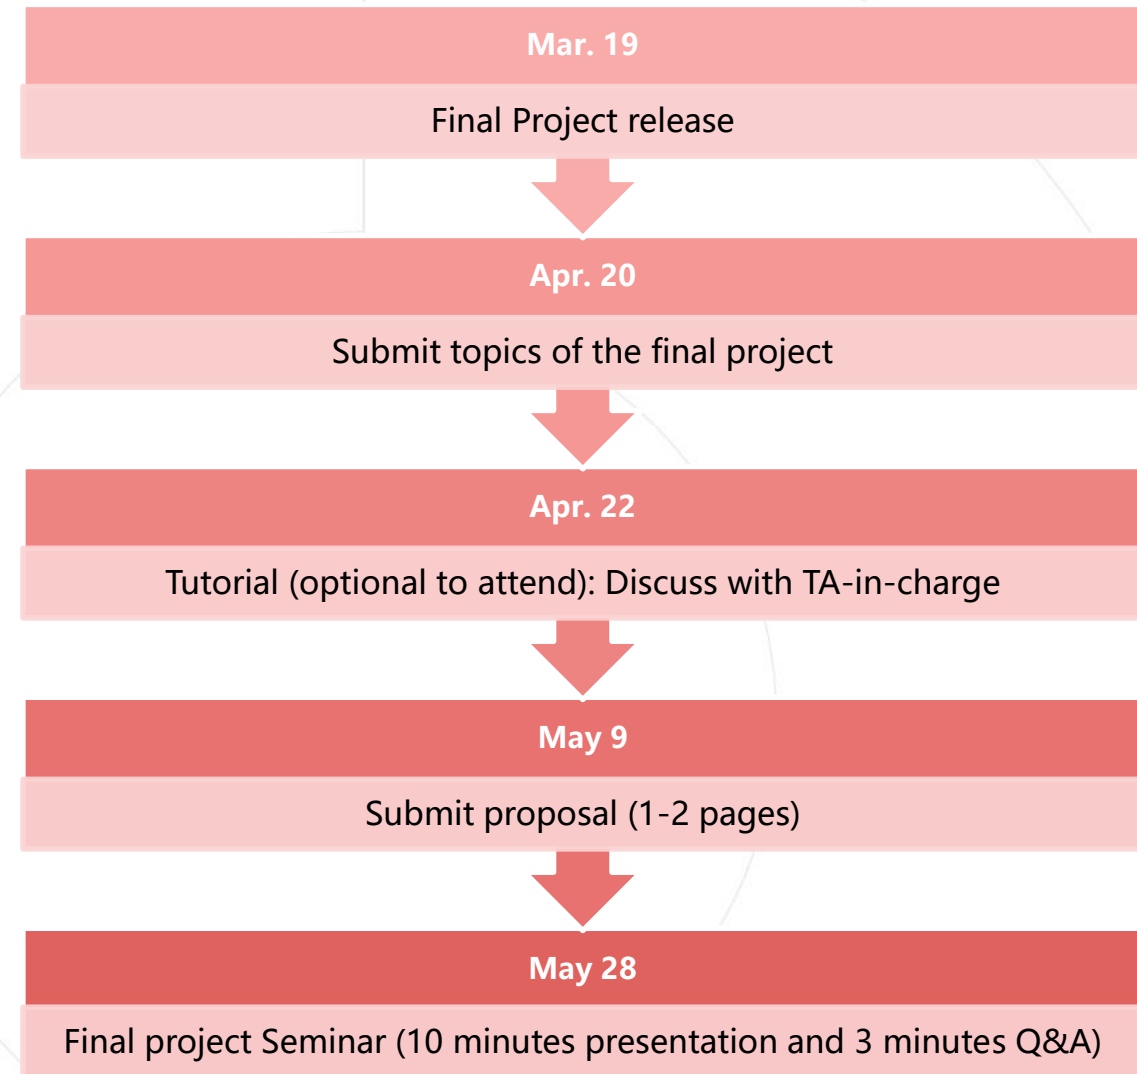 Mar. 19
Final Project release
Apr. 20
Submit topics of the final project
Apr. 22
Tutorial (optional to attend): Discuss with TA-in-charge
May 9
Submit proposal (1-2 pages)
May 28
Final project Seminar (10 minutes presentation and 3 minutes Q&A)